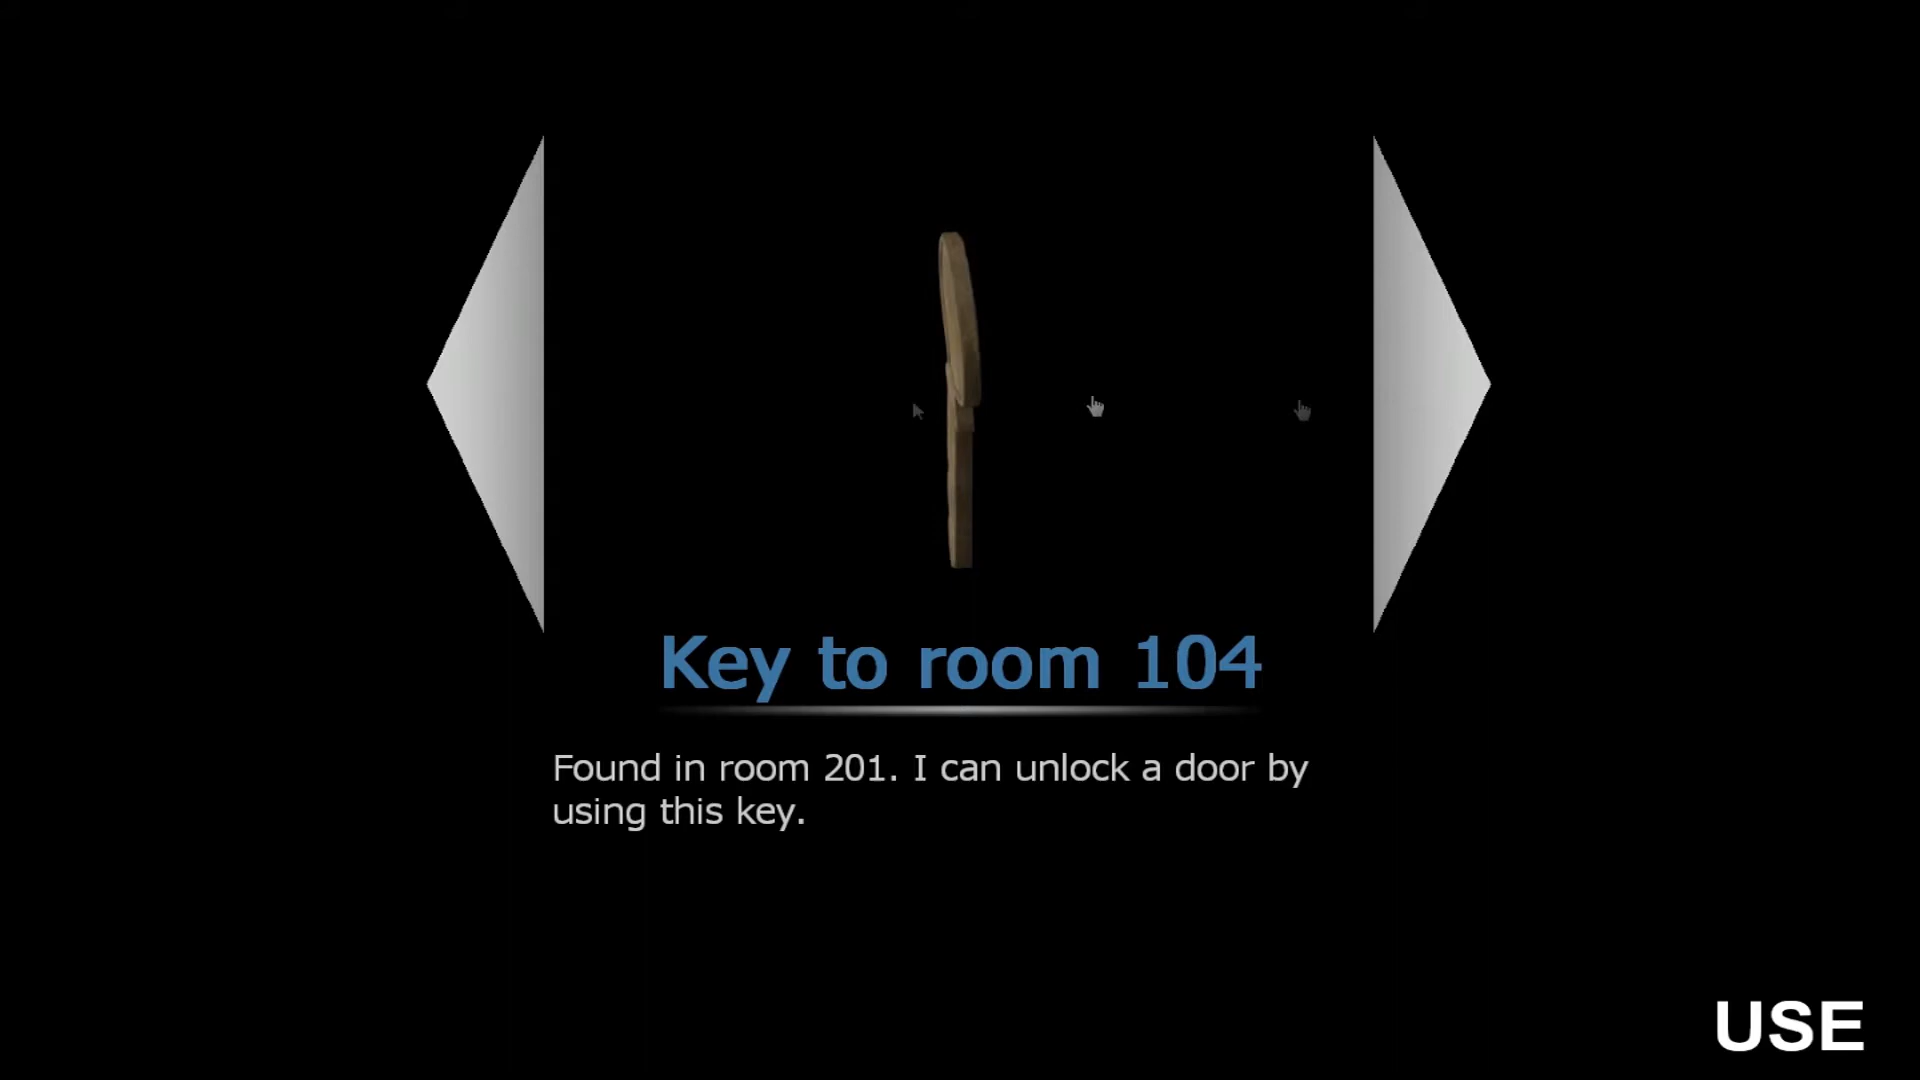 Key to room 104
Found in room 201. I can unlock a door by
using this key.
USE